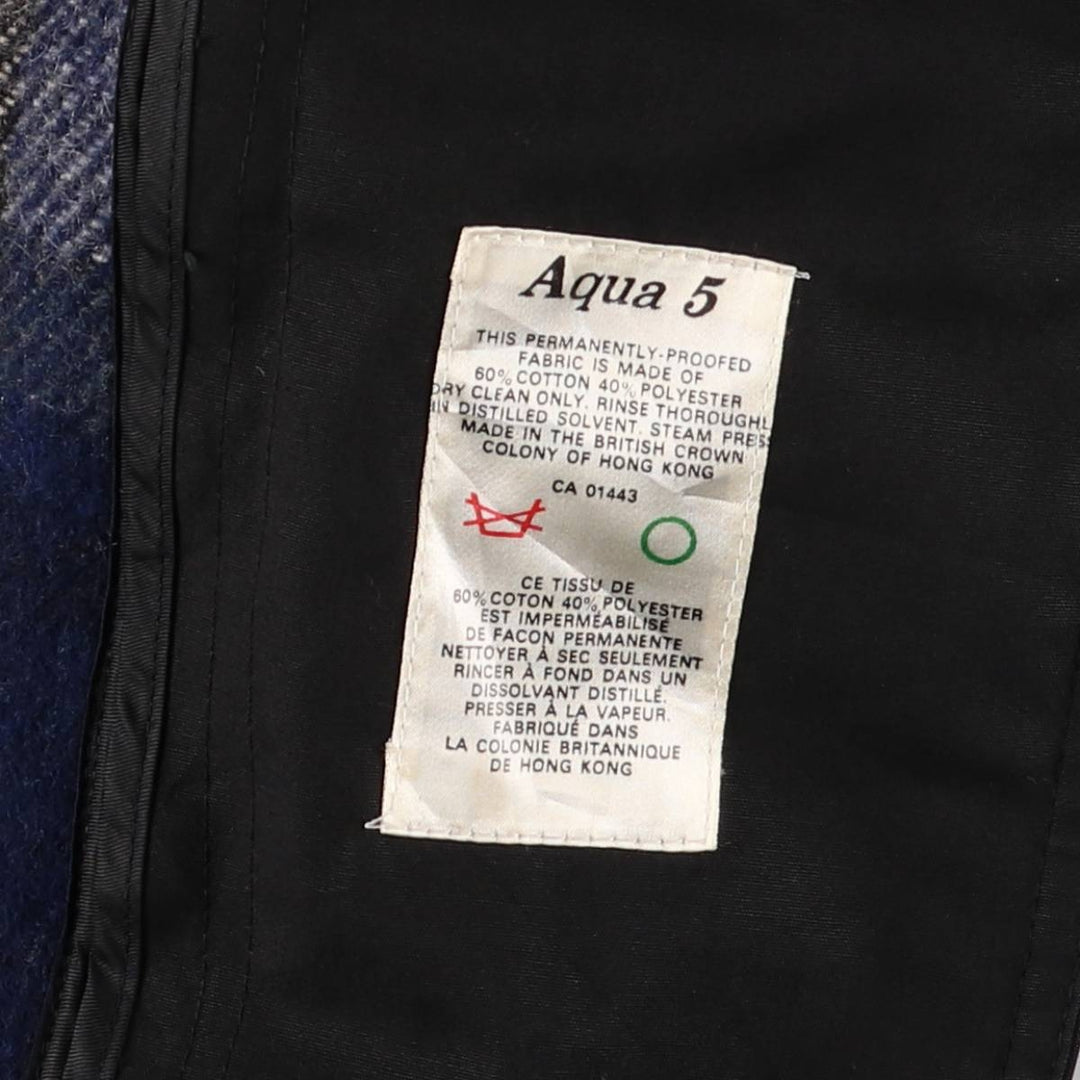 Aqua 5
THIS PERMANENTLY-PROOFED
FABRIC IS MADE OF
60% COTTON 40% POLYESTER
DRY CLEAN ONLY. RINSE THOROUGHL
IN DISTILLED SOLVENT. STEAM PRESS
MADE IN THE BRITISH CROWN
COLONY OF HONG KONG
CA 01443
CE TISSU DE
60% COTON 40% POLYESTER
EST IMPERMÉABILISÉ
DE FACON PERMANENTE
NETTOYER À SEC SEULEMENT
RINCER À FOND DANS UN
DISSOLVANT DISTILLÉ.
PRESSER À LA VAPEUR.
FABRIQUÉ DANS
LA COLONIE BRITANNIQUE
DE HONG KONG